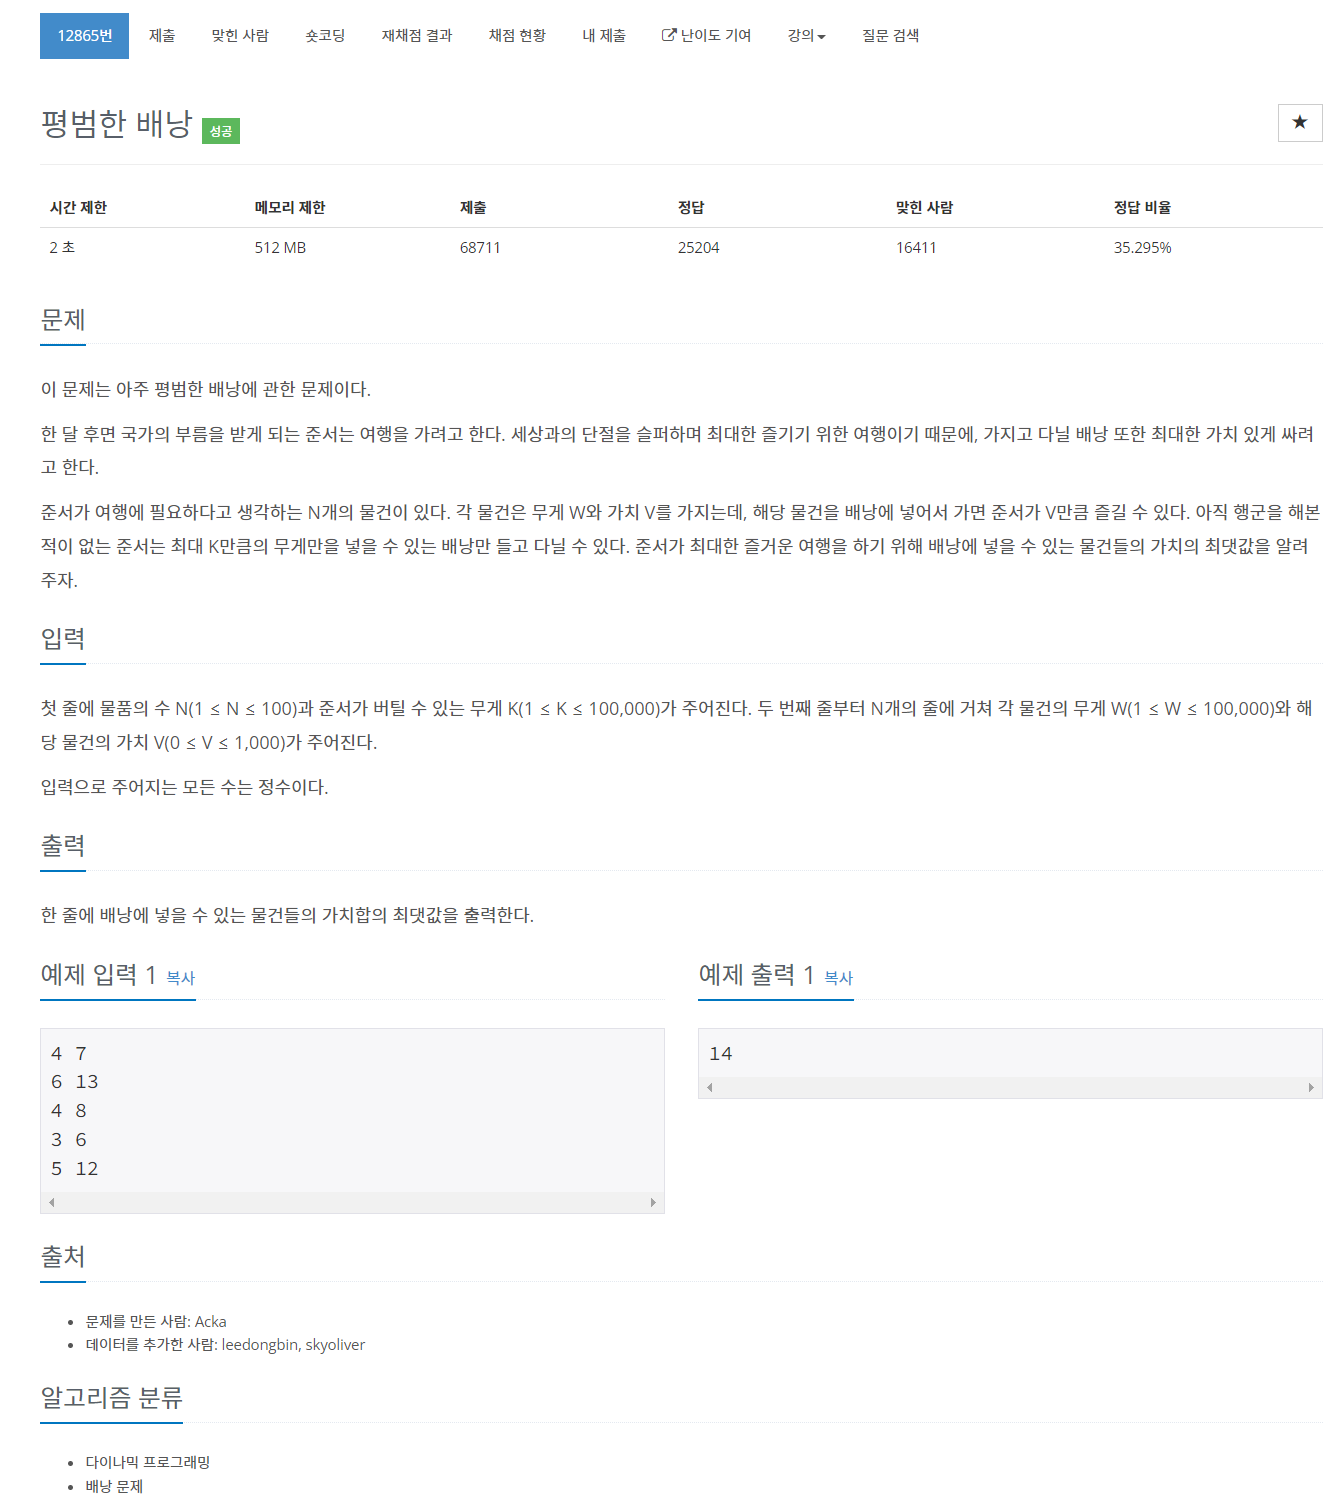 12865번 제출 맞힌 사람 숏코딩 재채점 결과 채점 현황 내 제출 난이도 기여 강의 질문 검색
평범한 배낭 성공
시간 제한 메모리 제한 제출 정답 맞힌 사람 정답 비율
2 초 512 MB 68711 25204 16411 35.295%
문제
이 문제는 아주 평범한 배낭에 관한 문제이다.
한 달 후면 국가의 부름을 받게 되는 준서는 여행을 가려고 한다. 세상과의 단절을 슬퍼하며 최대한 즐기기 위한 여행이기 때문에, 가지고 다닐 배낭 또한 최대한 가치 있게 싸려
고 한다.
준서가 여행에 필요하다고 생각하는 N개의 물건이 있다. 각 물건은 무게 W와 가치 V를 가지는데, 해당 물건을 배낭에 넣어서 가면 준서가 V만큼 즐길 수 있다. 아직 행군을 해본
적이 없는 준서는 최대 K만큼의 무게만을 넣을 수 있는 배낭만 들고 다닐 수 있다. 준서가 최대한 즐거운 여행을 하기 위해 배낭에 넣을 수 있는 물건들의 가치의 최댓값을 알려
주자.
입력
첫 줄에 물품의 수 N(1 ≤ N ≤ 100)과 준서가 버틸 수 있는 무게 K(1 ≤ K ≤ 100,000)가 주어진다. 두 번째 줄부터 N개의 줄에 거쳐 각 물건의 무게 W(1 ≤ W ≤ 100,000)와 해
당 물건의 가치 V(0 ≤ V ≤ 1,000)가 주어진다.
입력으로 주어지는 모든 수는 정수이다.
출력
한 줄에 배낭에 넣을 수 있는 물건들의 가치합의 최댓값을 출력한다.
예제 입력 1 복사
4 7
6 13
4 8
3 6
5 12
예제 출력 1 복사
14
출처
문제를 만든 사람: Acka
데이터를 추가한 사람: leedongbin, skyoliver
알고리즘 분류
다이나믹 프로그래밍
배낭 문제